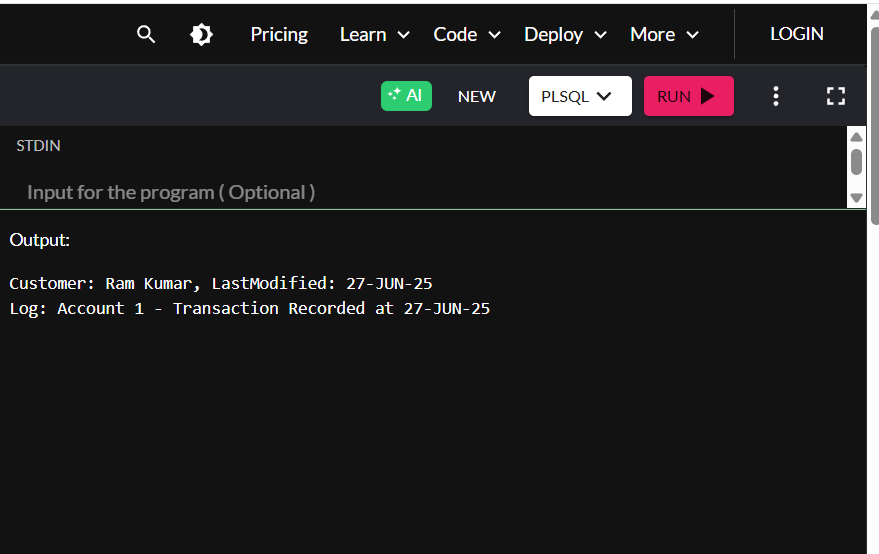 Pricing Learn Code Deploy More LOGIN
AI NEW PLSQL RUN
STDIN
Input for the program ( Optional )
Output:
Customer: Ram Kumar, LastModified: 27-JUN-25
Log: Account 1 - Transaction Recorded at 27-JUN-25